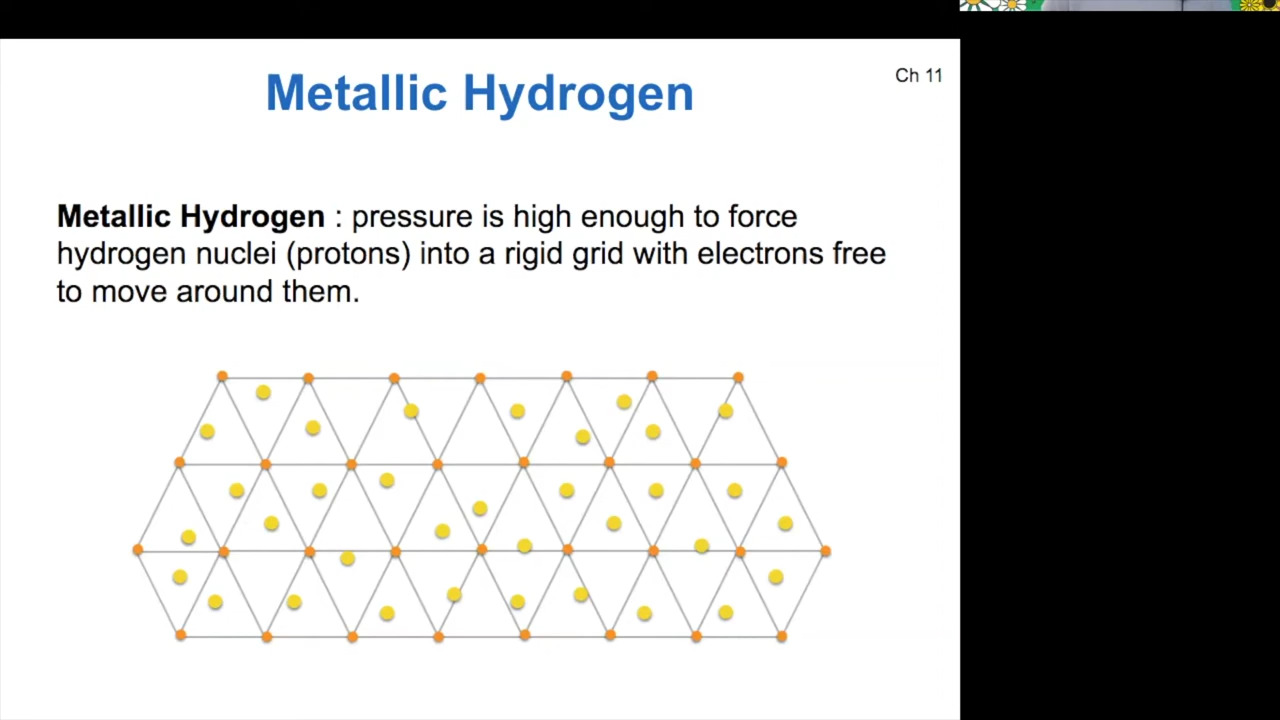 Metallic Hydrogen
Ch 11
Metallic Hydrogen : pressure is high enough to force
hydrogen nuclei (protons) into a rigid grid with electrons free
to move around them.